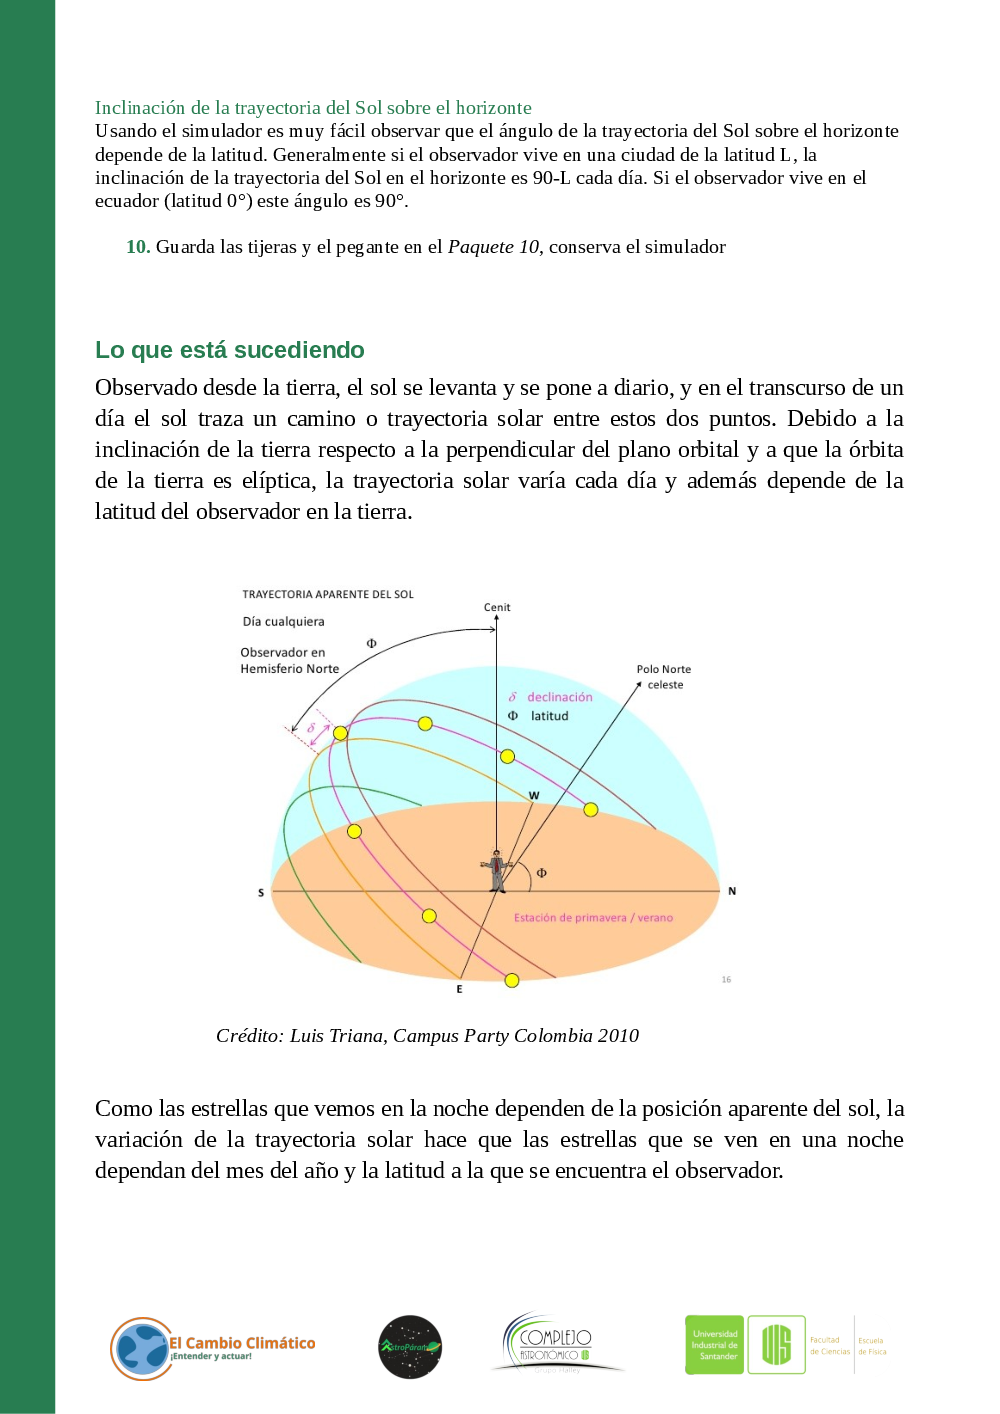 Inclinación de la trayectoria del Sol sobre el horizonte
Usando el simulador es muy fácil observar que el ángulo de la trayectoria del Sol sobre el horizonte
depende de la latitud. Generalmente si el observador vive en una ciudad de la latitud L, la
inclinación de la trayectoria del Sol en el horizonte es 90-L cada día. Si el observador vive en el
ecuador (latitud 0°) este ángulo es 90°.
10. Guarda las tijeras y el pegante en el Paquete 10, conserva el simulador
Lo que está sucediendo
Observado desde la tierra, el sol se levanta y se pone a diario, y en el transcurso de un
día el sol traza un camino o trayectoria solar entre estos dos puntos. Debido a la
inclinación de la tierra respecto a la perpendicular del plano orbital y a que la órbita
de la tierra es elíptica, la trayectoria solar varía cada día y además depende de la
latitud del observador en la tierra.
TRAYECTORIA APARENTE DEL SOL
Cenit
Día cualquiera
Φ
Observador en
Hemisferio Norte
Polo Norte
celeste
δ declinación
Φ latitud
δ
W
Φ
S
N
Estación de primavera / verano
E
16
Crédito: Luis Triana, Campus Party Colombia 2010
Como las estrellas que vemos en la noche dependen de la posición aparente del sol, la
variación de la trayectoria solar hace que las estrellas que se ven en una noche
dependan del mes del año y la latitud a la que se encuentra el observador.
El Cambio Climático
¡Entender y actuar!
COMPLEJO
ASTRONÓMICO
Grupo Halley
Universidad
Industrial de
Santander
UIS
Facultad
de Ciencias
Escuela
de Física